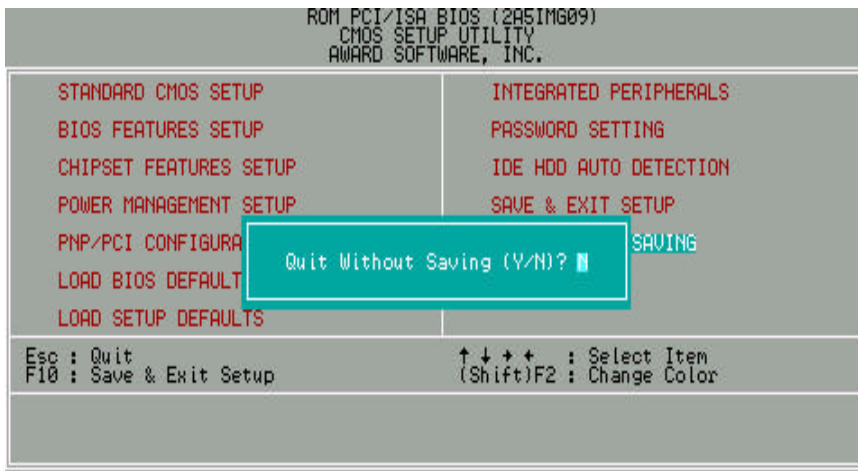 ROM PCI/ISA BIOS (2A5IMG09)
CMOS SETUP UTILITY
AWARD SOFTWARE, INC.
STANDARD CMOS SETUP
BIOS FEATURES SETUP
CHIPSET FEATURES SETUP
POWER MANAGEMENT SETUP
PNP/PCI CONFIGURA
LOAD BIOS DEFAULT
LOAD SETUP DEFAULTS
INTEGRATED PERIPHERALS
PASSWORD SETTING
IDE HDD AUTO DETECTION
SAVE & EXIT SETUP
SAVING
Quit Without Saving (Y/N)? N
Esc : Quit
F10 : Save & Exit Setup
↑ ↓ → ← : Select Item
(Shift)F2 : Change Color